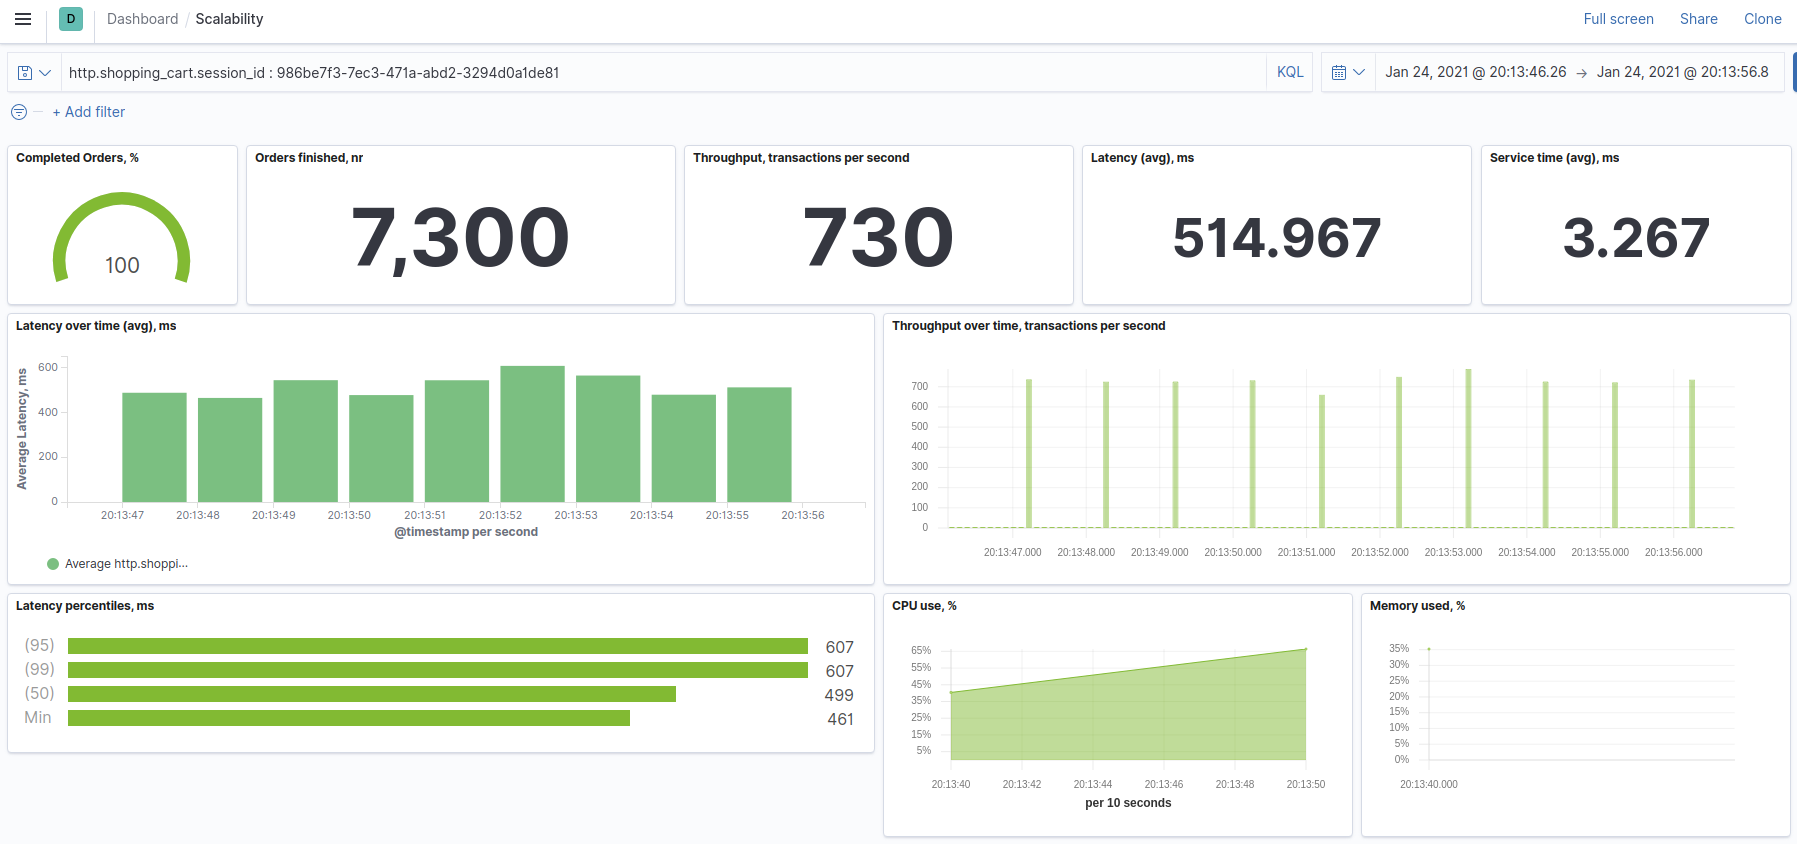 D Dashboard / Scalability Full screen Share Clone
http.shopping_cart.session_id : 986be7f3-7ec3-471a-abd2-3294d0a1de81 KQL Jan 24, 2021 @ 20:13:46.26 → Jan 24, 2021 @ 20:13:56.8
+ Add filter
Completed Orders, %
100
Orders finished, nr
7,300
Throughput, transactions per second
730
Latency (avg), ms
514.967
Service time (avg), ms
3.267
Latency over time (avg), ms
Average Latency, ms
600
400
200
0
20:13:47 20:13:48 20:13:49 20:13:50 20:13:51 20:13:52 20:13:53 20:13:54 20:13:55 20:13:56
@timestamp per second
Average http.shoppi...
Throughput over time, transactions per second
700
600
500
400
300
200
100
0
20:13:47.000 20:13:48.000 20:13:49.000 20:13:50.000 20:13:51.000 20:13:52.000 20:13:53.000 20:13:54.000 20:13:55.000 20:13:56.000
Latency percentiles, ms
(95) 607
(99) 607
(50) 499
Min 461
CPU use, %
65%
55%
45%
35%
25%
15%
5%
20:13:40 20:13:42 20:13:44 20:13:46 20:13:48 20:13:50
per 10 seconds
Memory used, %
35%
30%
25%
20%
15%
10%
5%
0%
20:13:40.000